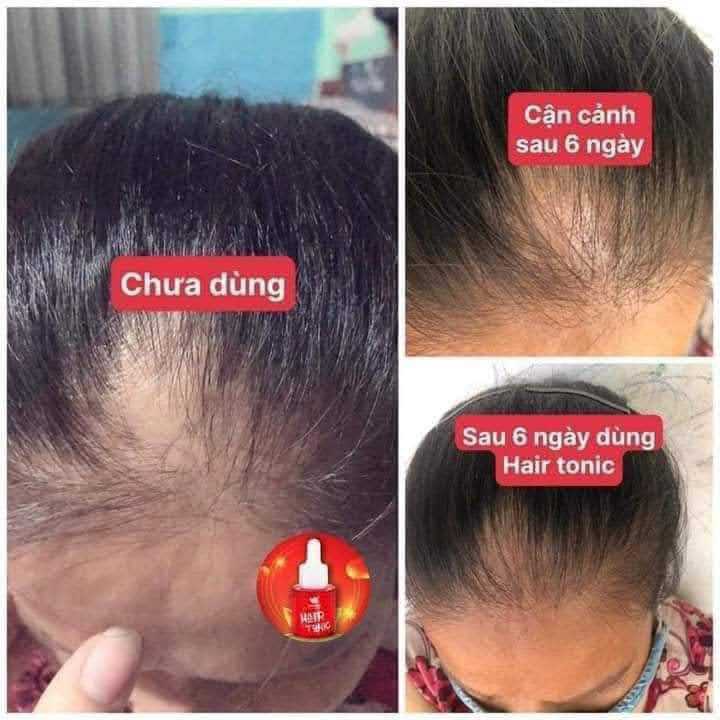 Chưa dùng
Cận cảnh
sau 6 ngày
Sau 6 ngày dùng
Hair tonic
HAIR
TONIC